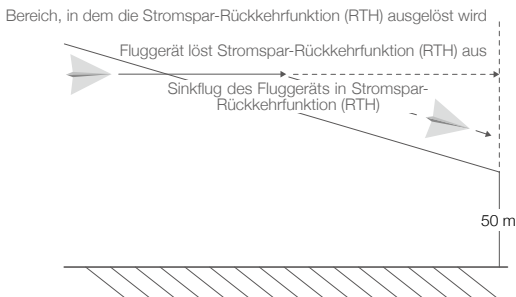 Bereich, in dem die Stromspar-Rückkehrfunktion (RTH) ausgelöst wird
Fluggerät löst Stromspar-Rückkehrfunktion (RTH) aus
Sinkflug des Fluggeräts in Stromspar-
Rückkehrfunktion (RTH)
50 m